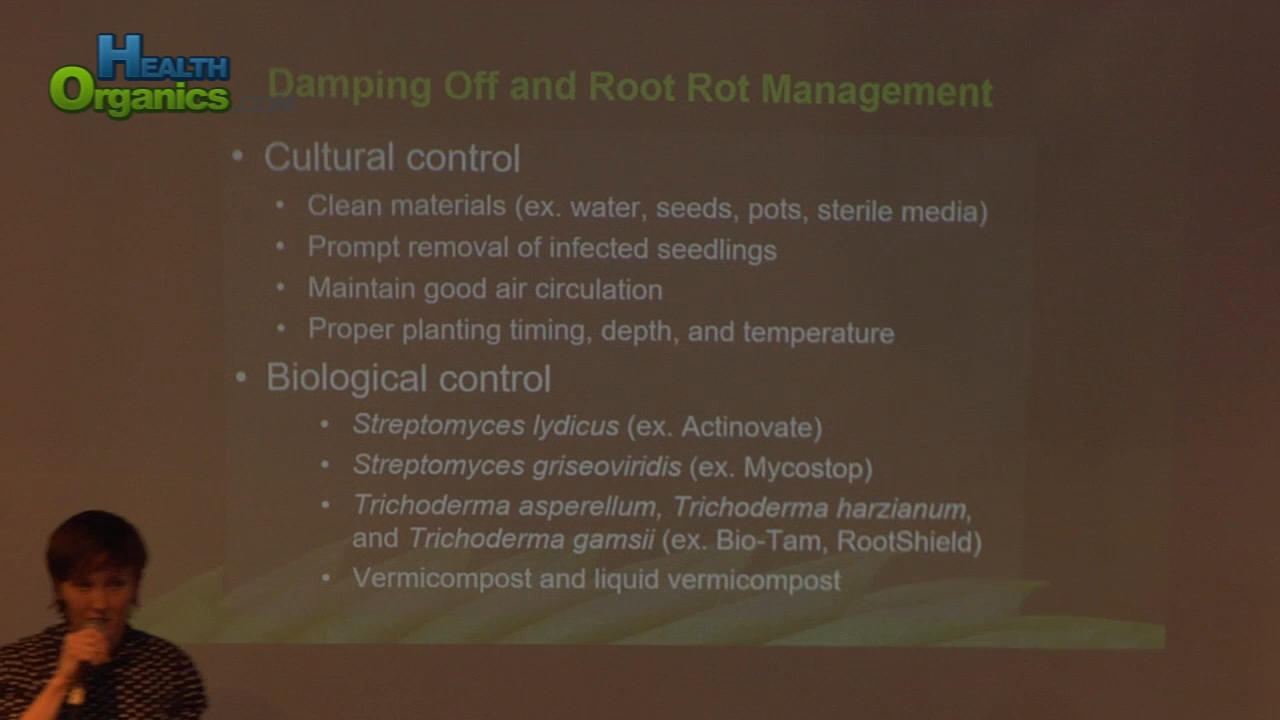 HEALTH
Organics
Damping Off and Root Rot Management
• Cultural control
• Clean materials (ex. water, seeds, pots, sterile media)
• Prompt removal of infected seedlings
• Maintain good air circulation
• Proper planting timing, depth, and temperature
• Biological control
• Streptomyces lydicus (ex. Actinovate)
• Streptomyces griseoviridis (ex. Mycostop)
• Trichoderma asperellum, Trichoderma harzianum,
and Trichoderma gamsii (ex. Bio-Tam, RootShield)
• Vermicompost and liquid vermicompost